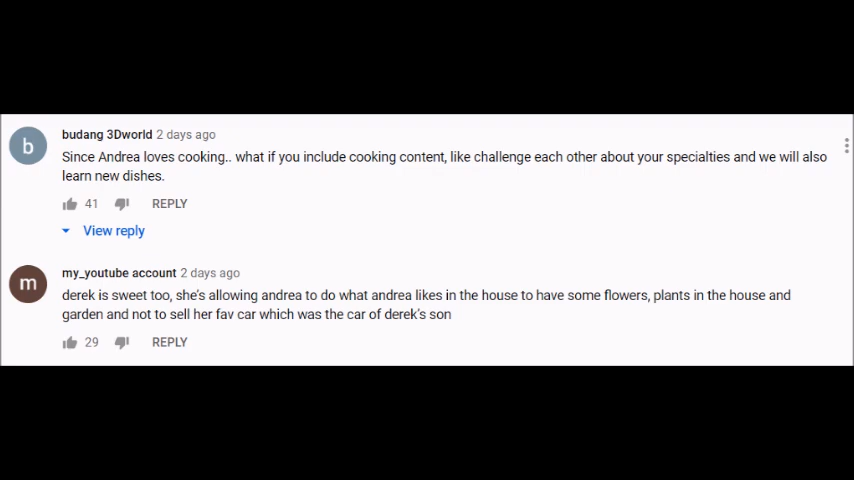 b
budang 3Dworld 2 days ago
Since Andrea loves cooking.. what if you include cooking content, like challenge each other about your specialties and we will also
learn new dishes.
41 REPLY
View reply
m
my_youtube account 2 days ago
derek is sweet too, she's allowing andrea to do what andrea likes in the house to have some flowers, plants in the house and
garden and not to sell her fav car which was the car of derek's son
29 REPLY